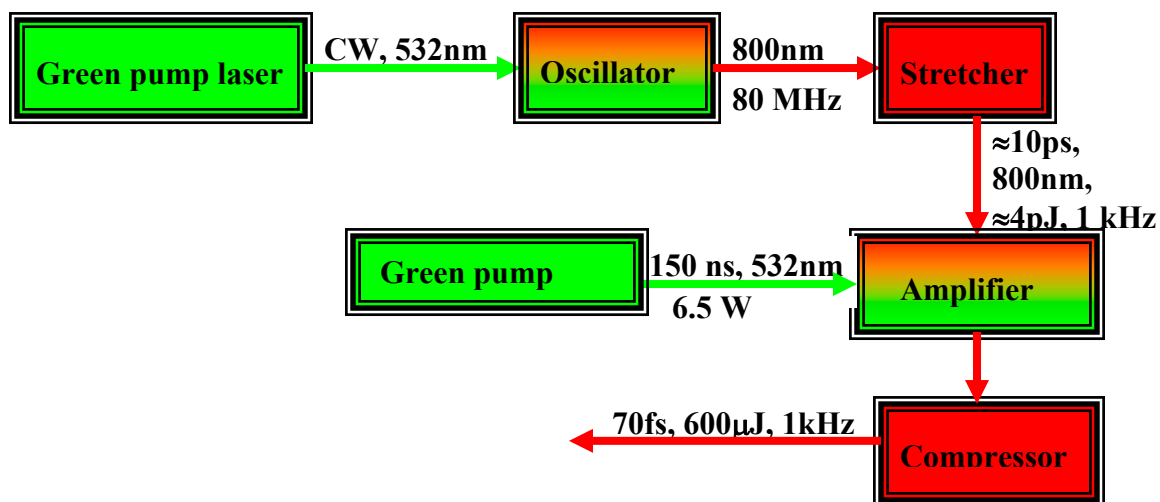 Green pump laser
CW, 532nm
Oscillator
800nm
80 MHz
Stretcher
≈10ps,
800nm,
≈4pJ, 1 kHz
Green pump
150 ns, 532nm
6.5 W
Amplifier
70fs, 600μJ, 1kHz
Compressor